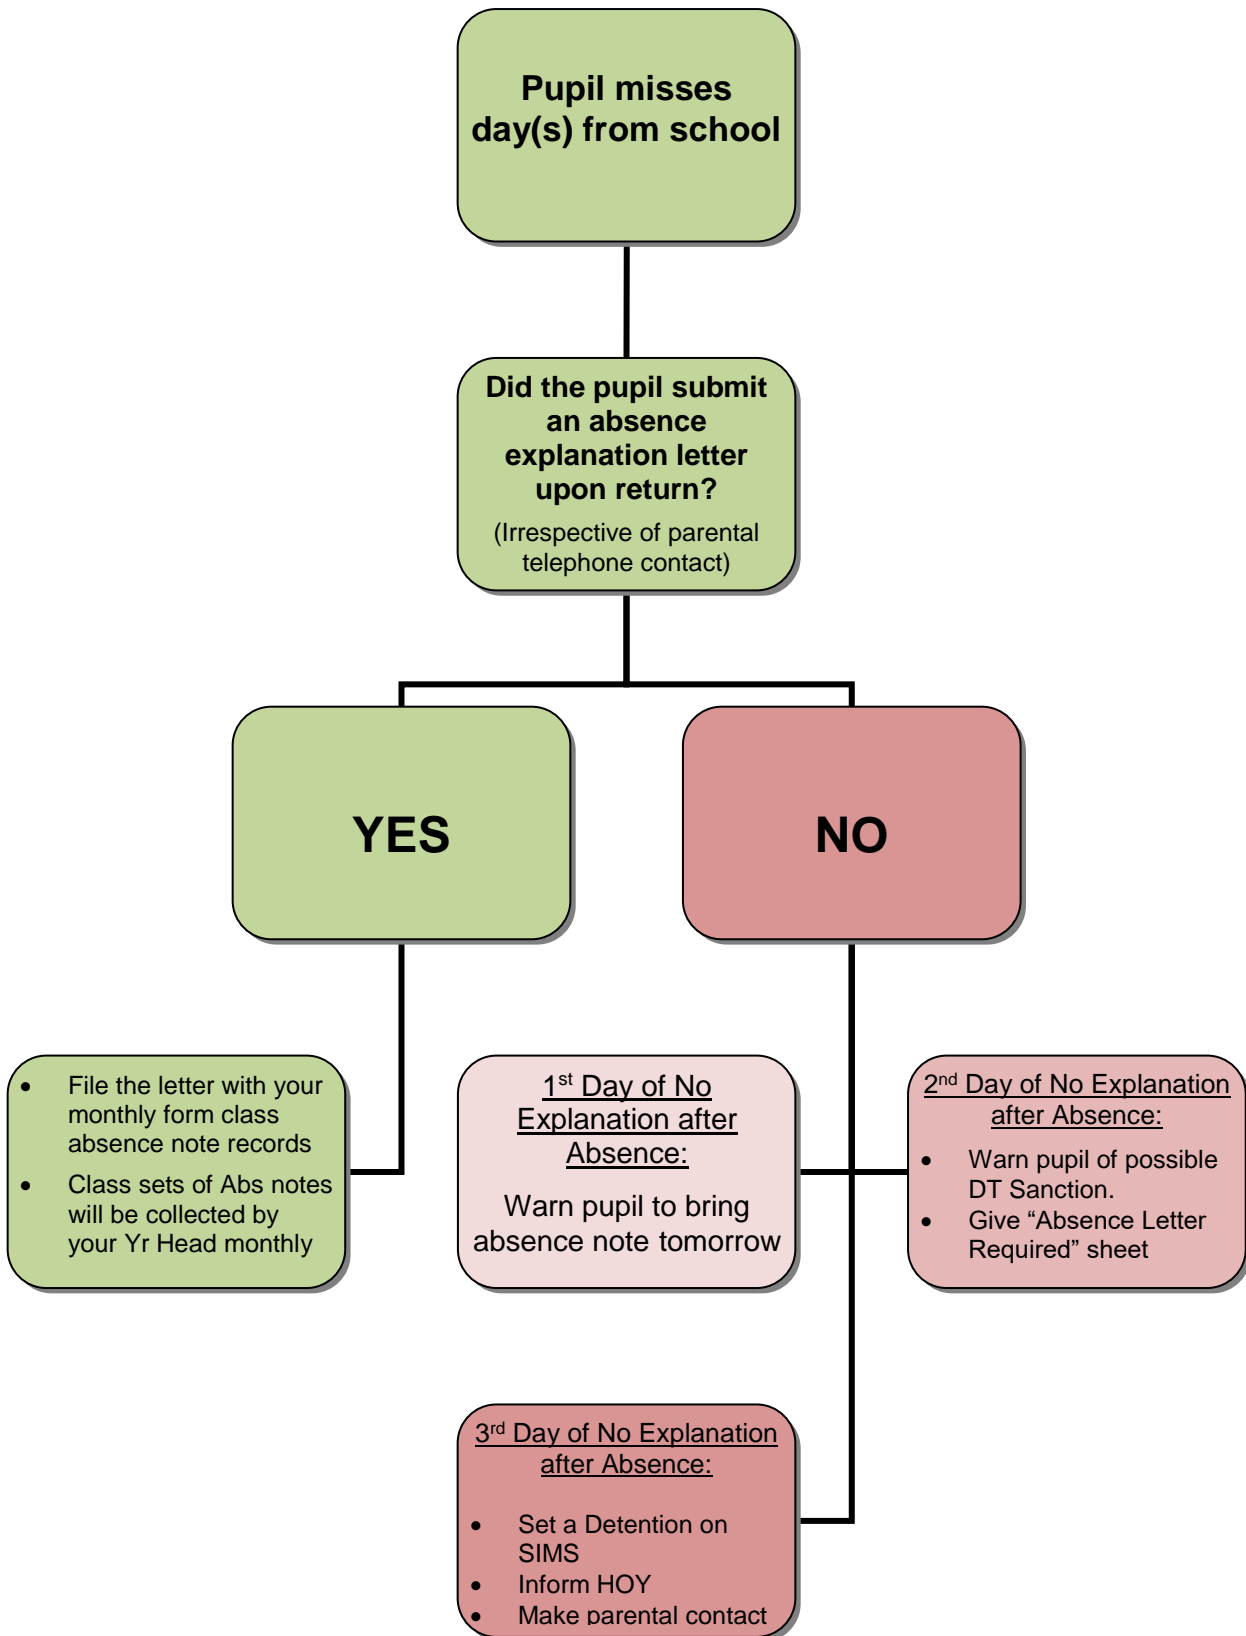 Pupil misses
day(s) from school
Did the pupil submit
an absence
explanation letter
upon return?
(Irrespective of parental
telephone contact)
YES
NO
• File the letter with your
monthly form class
absence note records
• Class sets of Abs notes
will be collected by
your Yr Head monthly
1st Day of No
Explanation after
Absence:
Warn pupil to bring
absence note tomorrow
2nd Day of No Explanation
after Absence:
• Warn pupil of possible
DT Sanction.
• Give “Absence Letter
Required” sheet
3rd Day of No Explanation
after Absence:
• Set a Detention on
SIMS
• Inform HOY
• Make parental contact